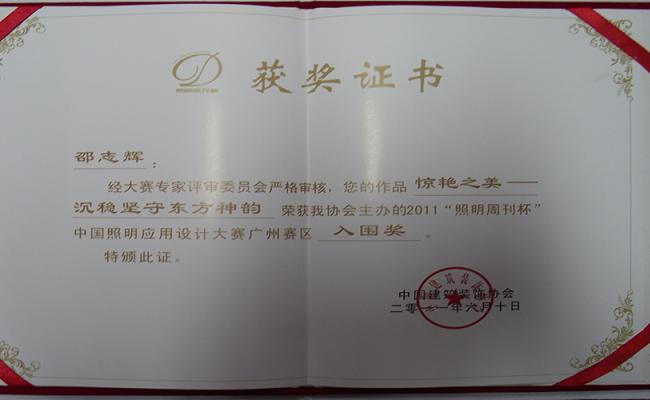 获奖证书
邵志辉：
经大赛专家评审委员会严格审核，您的作品 惊艳之美——
沉稳坚守东方神韵 荣获我协会主办的2011“照明周刊杯”
中国照明应用设计大赛广州赛区 入围奖 。
特颁此证。
中国建筑装饰协会
二零一一年六月十日